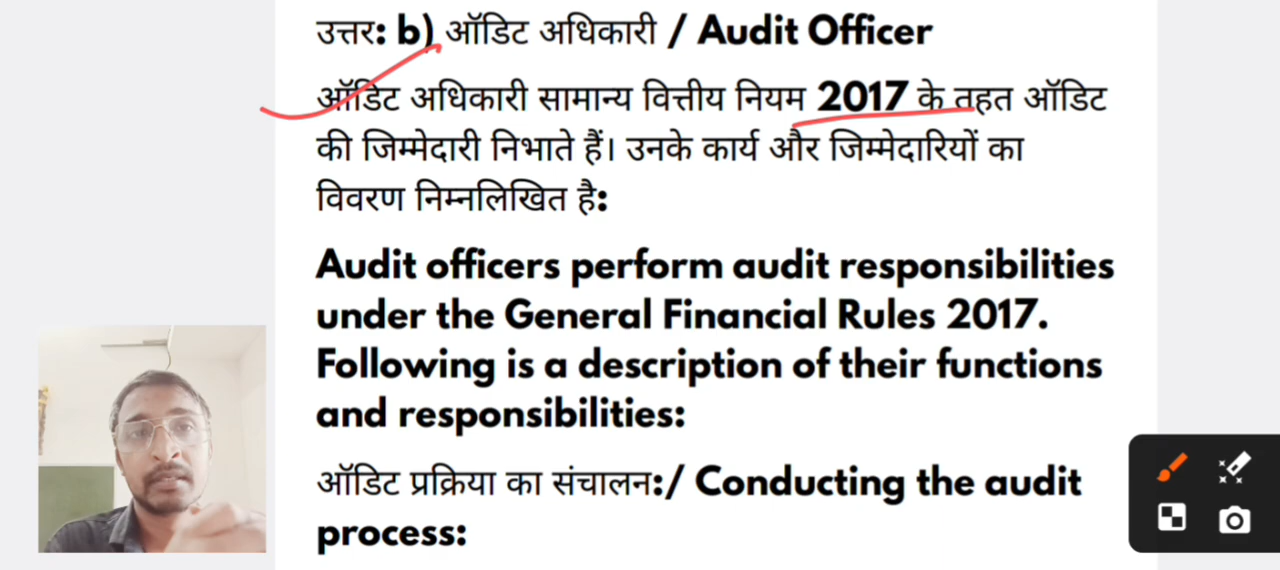 उत्तर: b) ऑडिट अधिकारी / Audit Officer
ऑडिट अधिकारी सामान्य वित्तीय नियम 2017 के तहत ऑडिट
की जिम्मेदारी निभाते हैं। उनके कार्य और जिम्मेदारियों का
विवरण निम्नलिखित है:
Audit officers perform audit responsibilities
under the General Financial Rules 2017.
Following is a description of their functions
and responsibilities:
ऑडिट प्रक्रिया का संचालन:/ Conducting the audit
process: